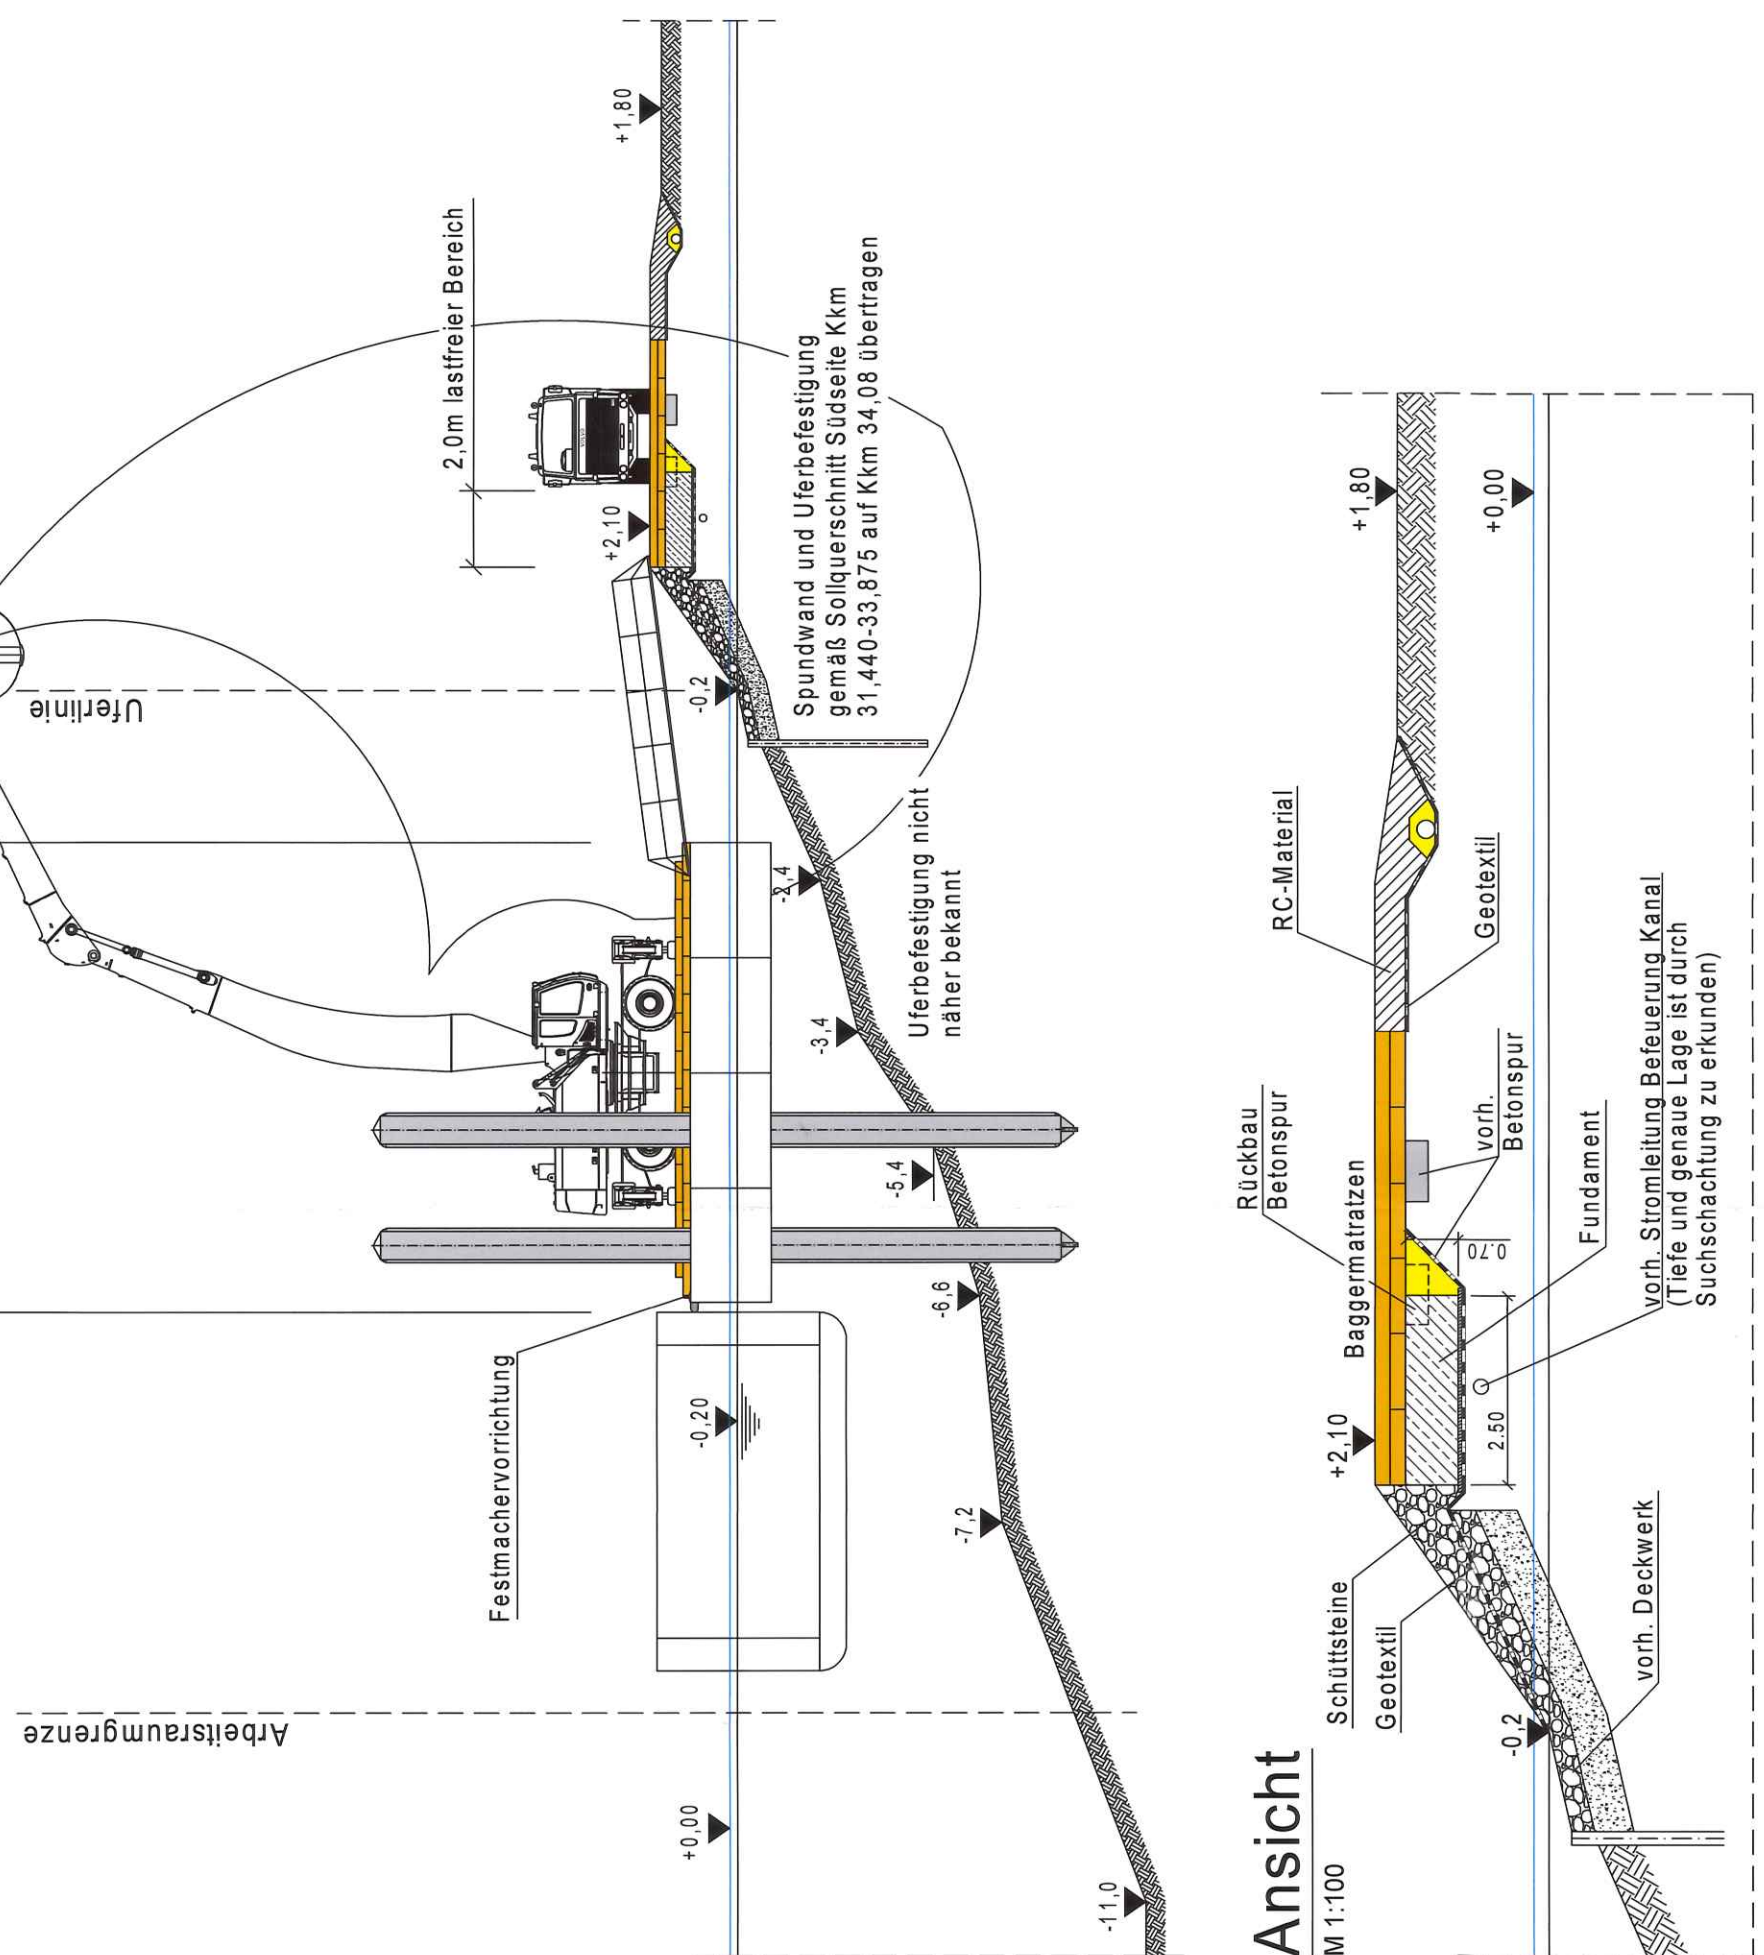 Uferlinie
Arbeitsraumgrenze
+0,00
-11,0
Festmachervorrichtung
-0,20
-7,2
-6,6
-5,4
-3,4
-2,4
Uferbefestigung nicht
näher bekannt
-0,2
Spundwand und Uferbefestigung
gemäß Sollquerschnitt Südseite Kkm
31,440-33,875 auf Kkm 34,08 übertragen
2,0m lastfreier Bereich
+2,10
+1,80
Ansicht
M 1:100
Schüttsteine
Geotextil
-0,2
vorh. Deckwerk
+2,10
Baggermatratzen
Rückbau
Betonspur
2.50
0.70
Fundament
vorh.
Betonspur
vorh. Stromleitung Befeuerung Kanal
(Tiefe und genaue Lage ist durch
Suchschachtung zu erkunden)
RC-Material
Geotextil
+1,80
+0,00